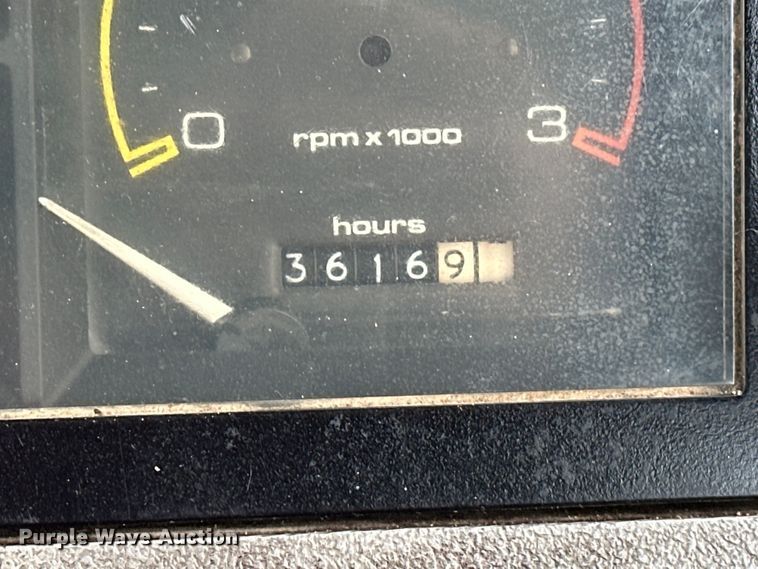 0 rpm x 1000 3
hours
36169
Purple Wave Auction